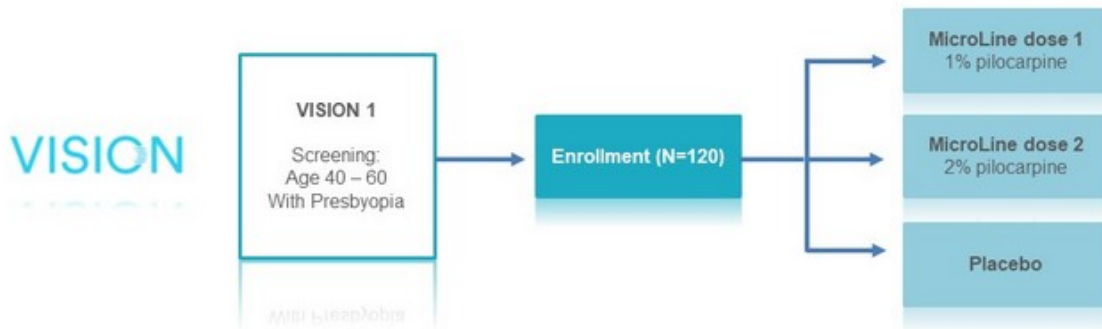 VISION
VISION 1
Screening:
Age 40 – 60
With Presbyopia
Enrollment (N=120)
MicroLine dose 1
1% pilocarpine
MicroLine dose 2
2% pilocarpine
Placebo